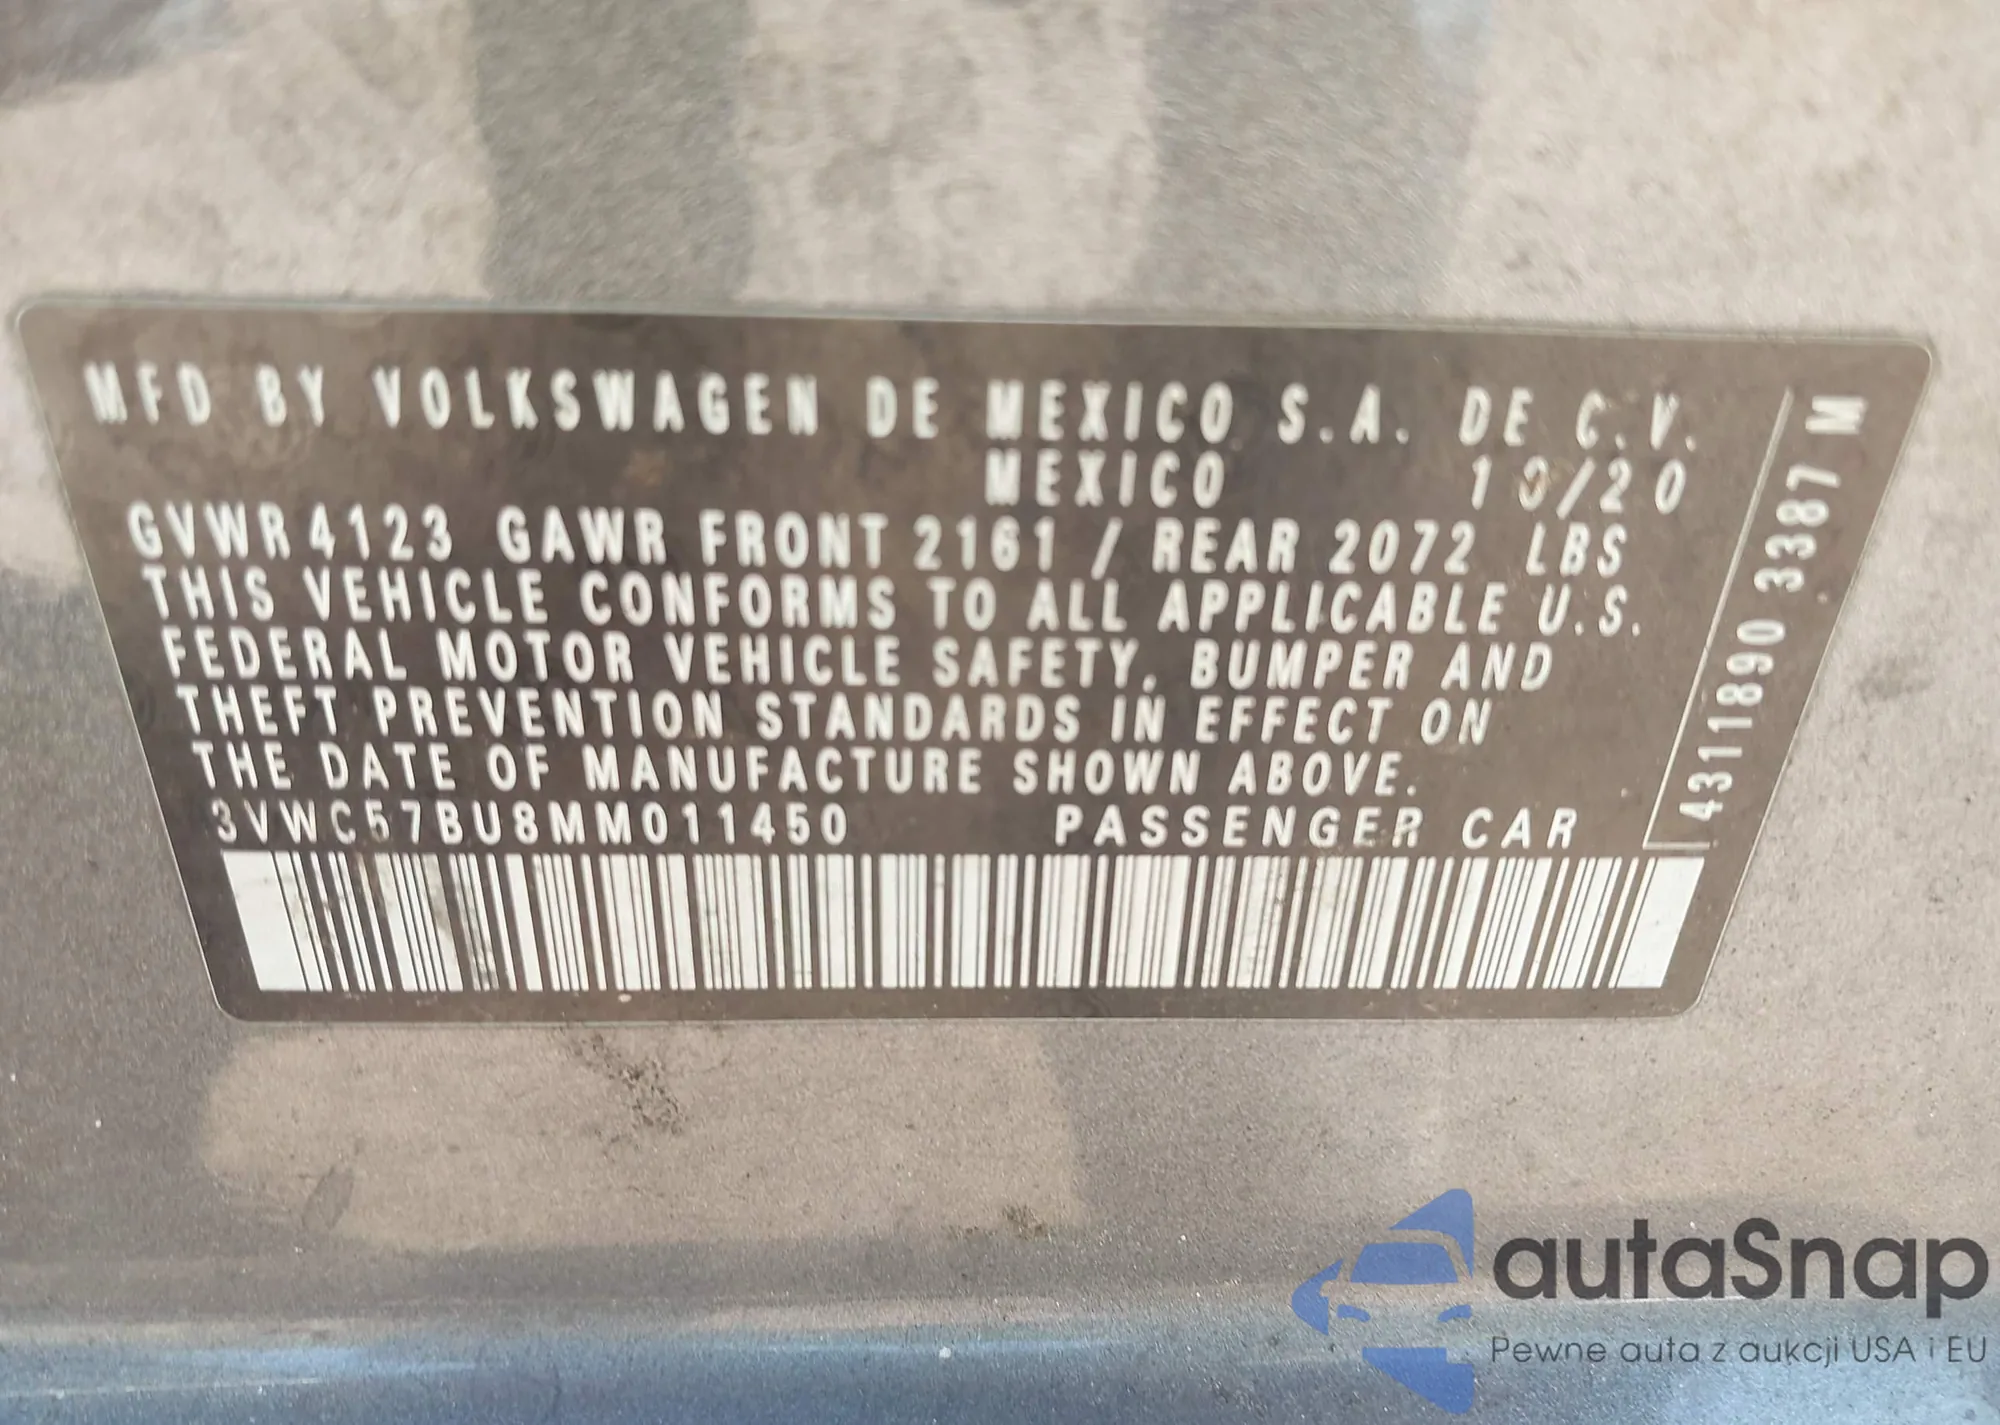 MFD BY VOLKSWAGEN DE MEXICO S.A. DE C.V.
MEXICO 10/20
GVWR 4123 GAWR FRONT 2161 / REAR 2072 LBS
THIS VEHICLE CONFORMS TO ALL APPLICABLE U.S.
FEDERAL MOTOR VEHICLE SAFETY, BUMPER AND
THEFT PREVENTION STANDARDS IN EFFECT ON
THE DATE OF MANUFACTURE SHOWN ABOVE.
3VWC57BU8MM011450 PASSENGER CAR
4311890 3387 M
autaSnap
Pewne auta z aukcji USA i EU